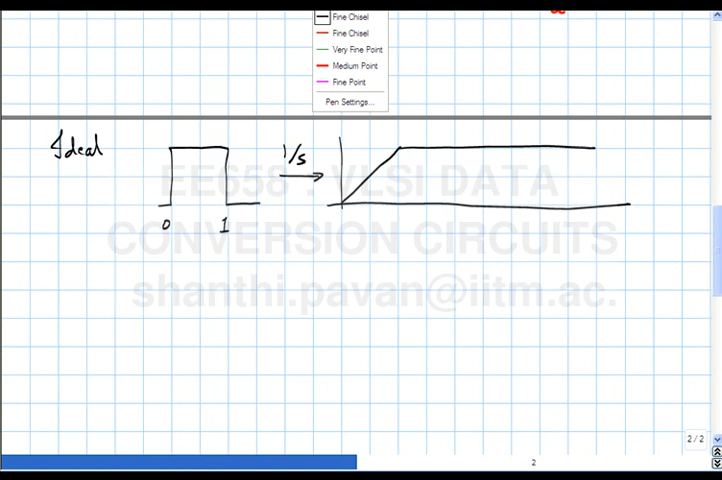 Fine Chisel
Fine Chisel
Very Fine Point
Medium Point
Fine Point
Pen Settings...
Ideal
1/s
0 1
EE658 - VLSI DATA
CONVERSION CIRCUITS
shanthi.pavan@iitm.ac.
2 / 2
2